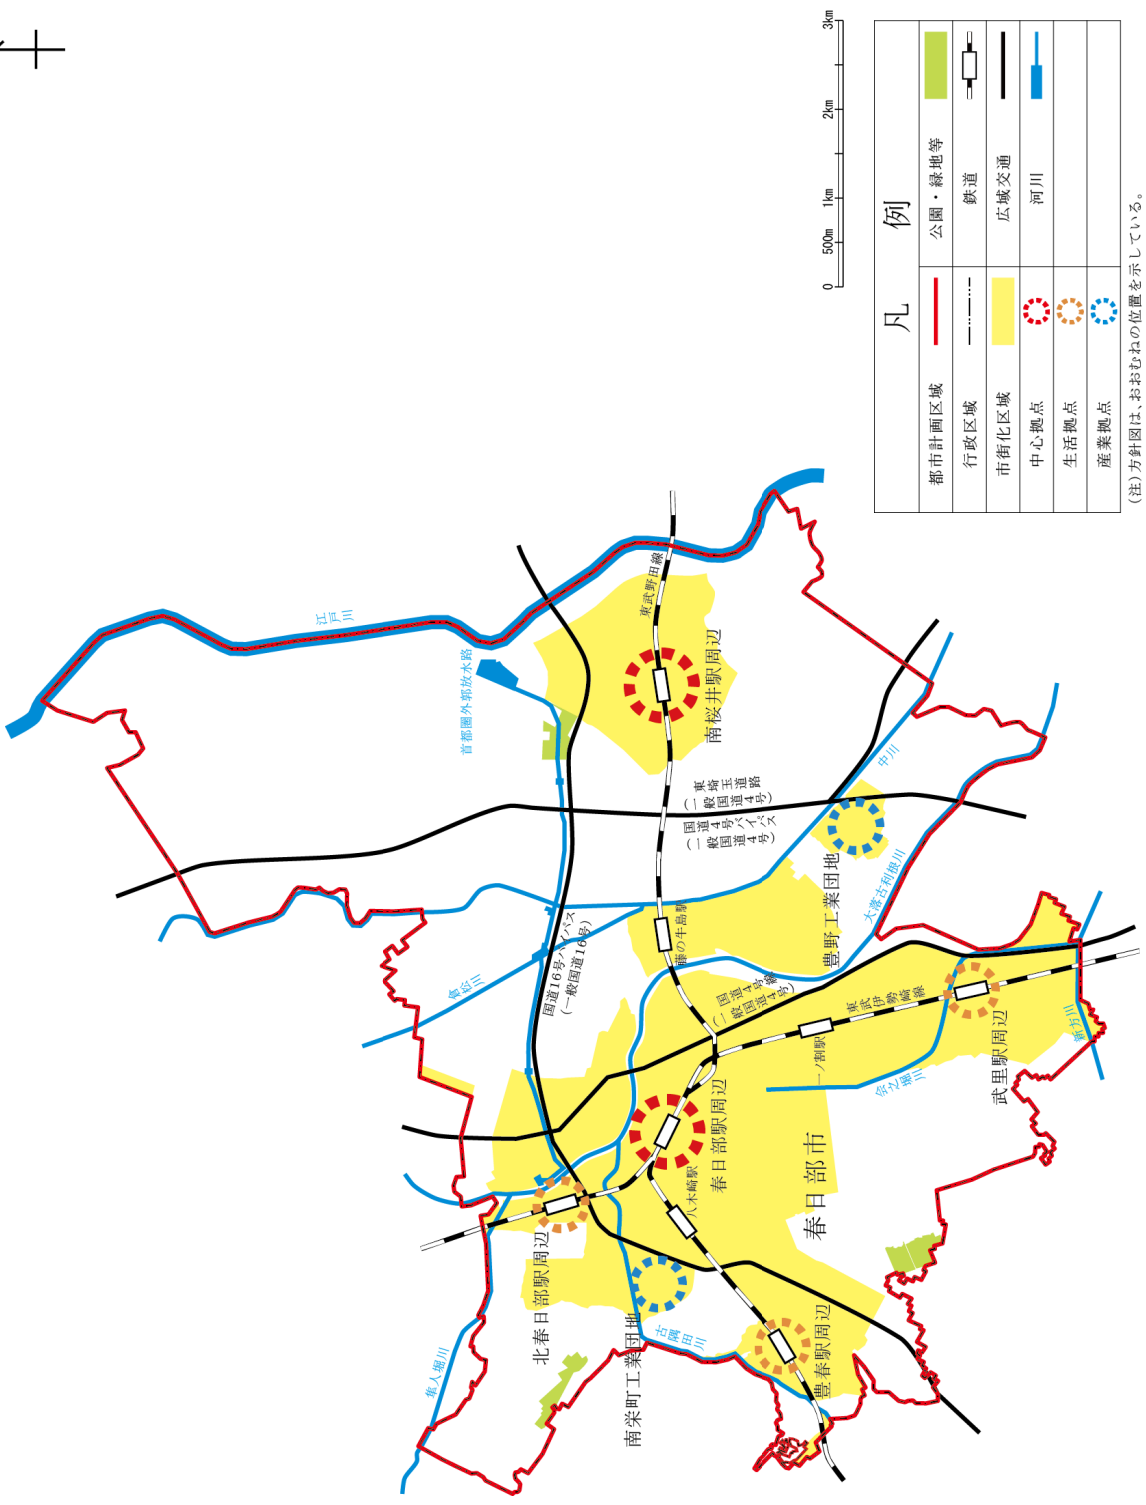 0 500m 1km 2km 3km
凡例
都市計画区域
公園・緑地等
行政区域
鉄道
市街化区域
広域交通
中心拠点
河川
生活拠点
産業拠点
(注)方針図は、おおむねの位置を示している。
江戸川
首都圏外郭放水路
東武野田線
南桜井駅周辺
東埼玉道路
(一般国道4号)
国道4号バイパス
(一般国道4号)
中川
豊野工業団地
大落古利根川
藤の牛島駅
倉松川
国道16号バイパス
(一般国道16号)
国道4号線
(一般国道4号)
東武伊勢崎線
一ノ割駅
武里駅周辺
新方川
会之堀川
春日部駅周辺
春日部市
八木崎駅
北春日部駅周辺
南栄町工業団地
古隅田川
豊春駅周辺
隼人堀川